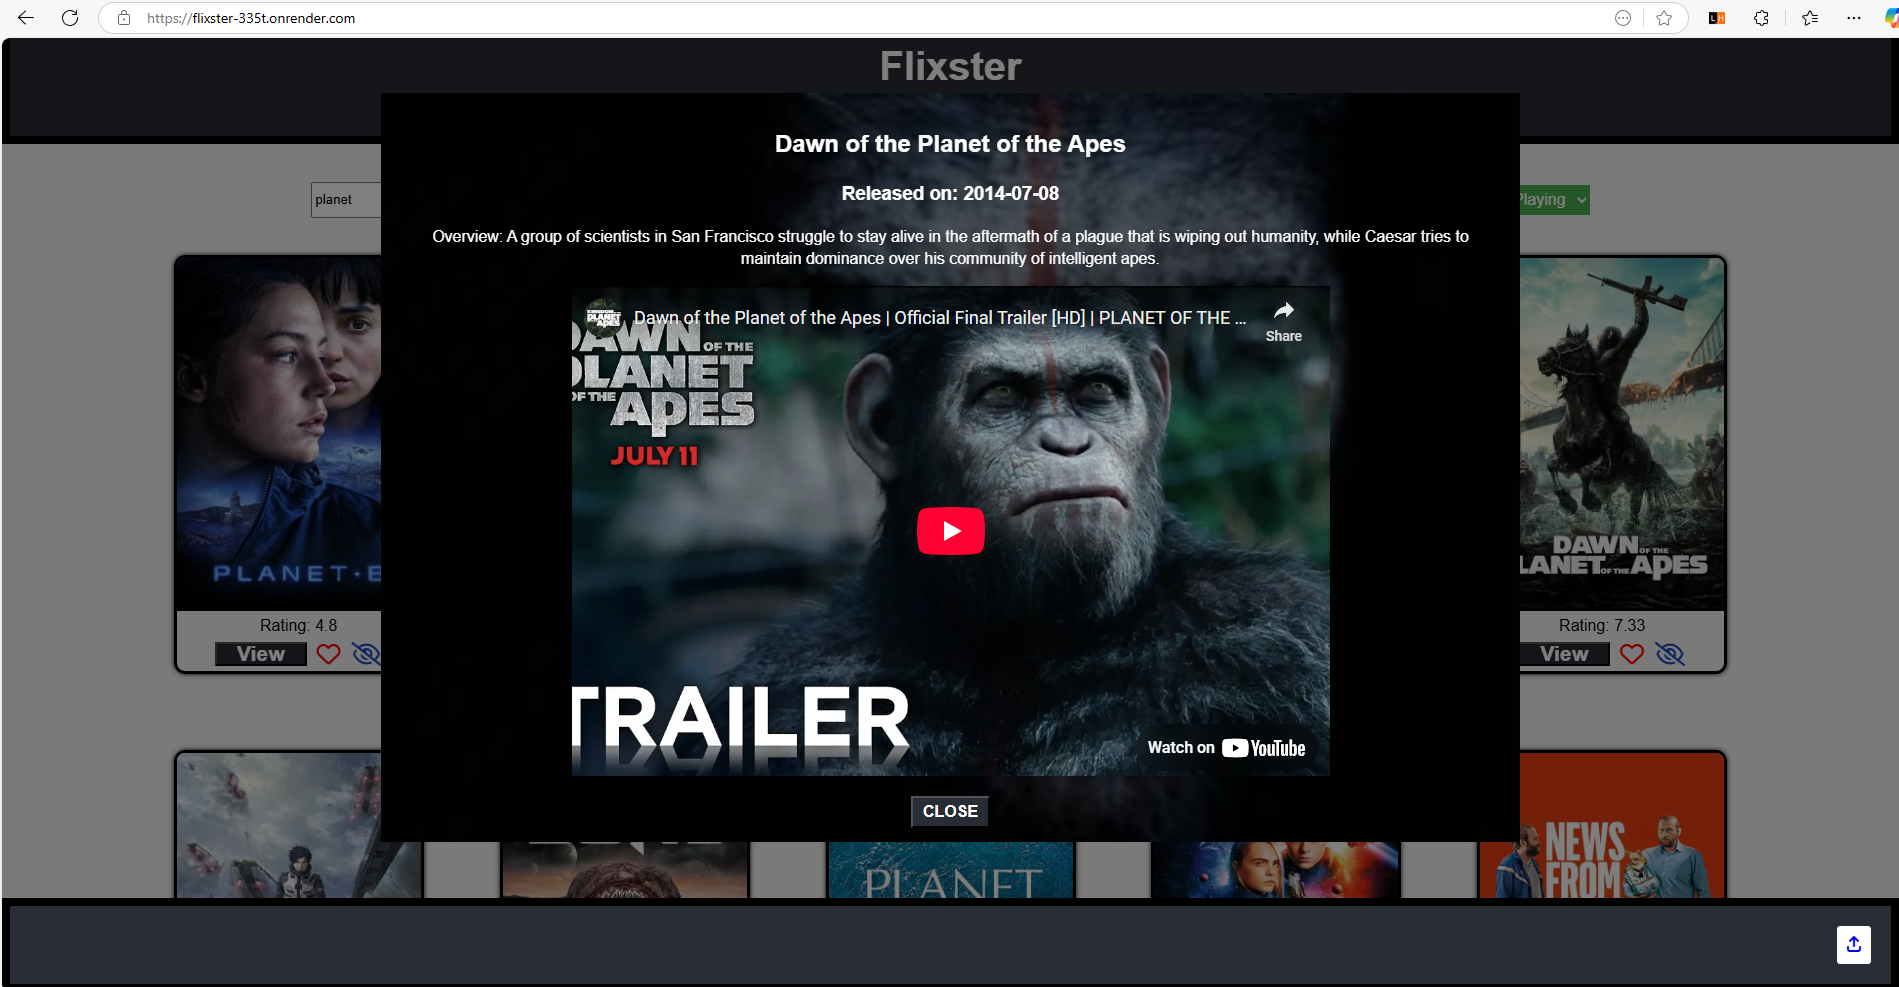 https://flixster-335t.onrender.com
Flixster
planet
Playing
Dawn of the Planet of the Apes
Released on: 2014-07-08
Overview: A group of scientists in San Francisco struggle to stay alive in the aftermath of a plague that is wiping out humanity, while Caesar tries to
maintain dominance over his community of intelligent apes.
Dawn of the Planet of the Apes | Official Final Trailer [HD] | PLANET OF THE ...
Share
DAWN OF THE
PLANET
OF THE APES
JULY 11
TRAILER
Watch on YouTube
CLOSE
PLANET
Rating: 4.8
View
DAWN OF THE
PLANET OF THE APES
Rating: 7.33
View
PLANET
NEWS
FROM